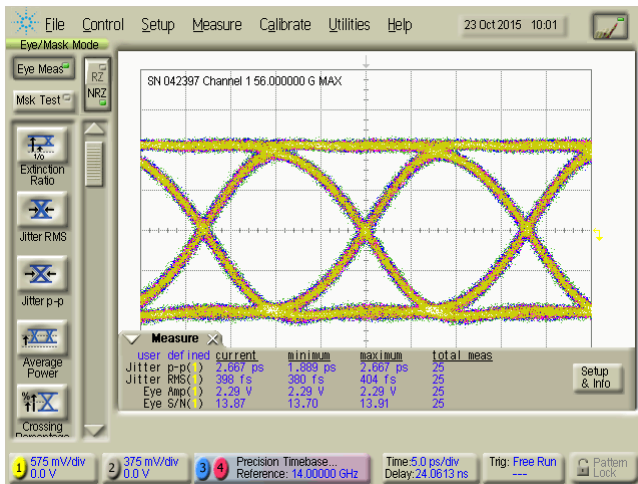 File Control Setup Measure Calibrate Utilities Help 23 Oct 2015 10:01
Eye/Mask Mode
Eye Meas
RZ
NRZ
Msk Test
SN 042397 Channel 1 56.000000 G MAX
1/0
Extinction
Ratio
Jitter RMS
Jitter p-p
Average
Power
%
Crossing
Measure
user defined current minimum maximum total meas
Jitter p-p(1) 2.667 ps 1.889 ps 2.667 ps 25
Jitter RMS(1) 398 fs 380 fs 404 fs 25
Eye Amp(1) 2.29 V 2.29 V 2.29 V 25
Eye S/N(1) 13.87 13.70 13.91 25
Setup
& Info
1 575 mV/div
0.0 V
2 375 mV/div
0.0 V
3 4 Precision Timebase...
Reference: 14.00000 GHz
Time:5.0 ps/div
Delay:24.0613 ns
Trig: Free Run
---
Pattern
Lock